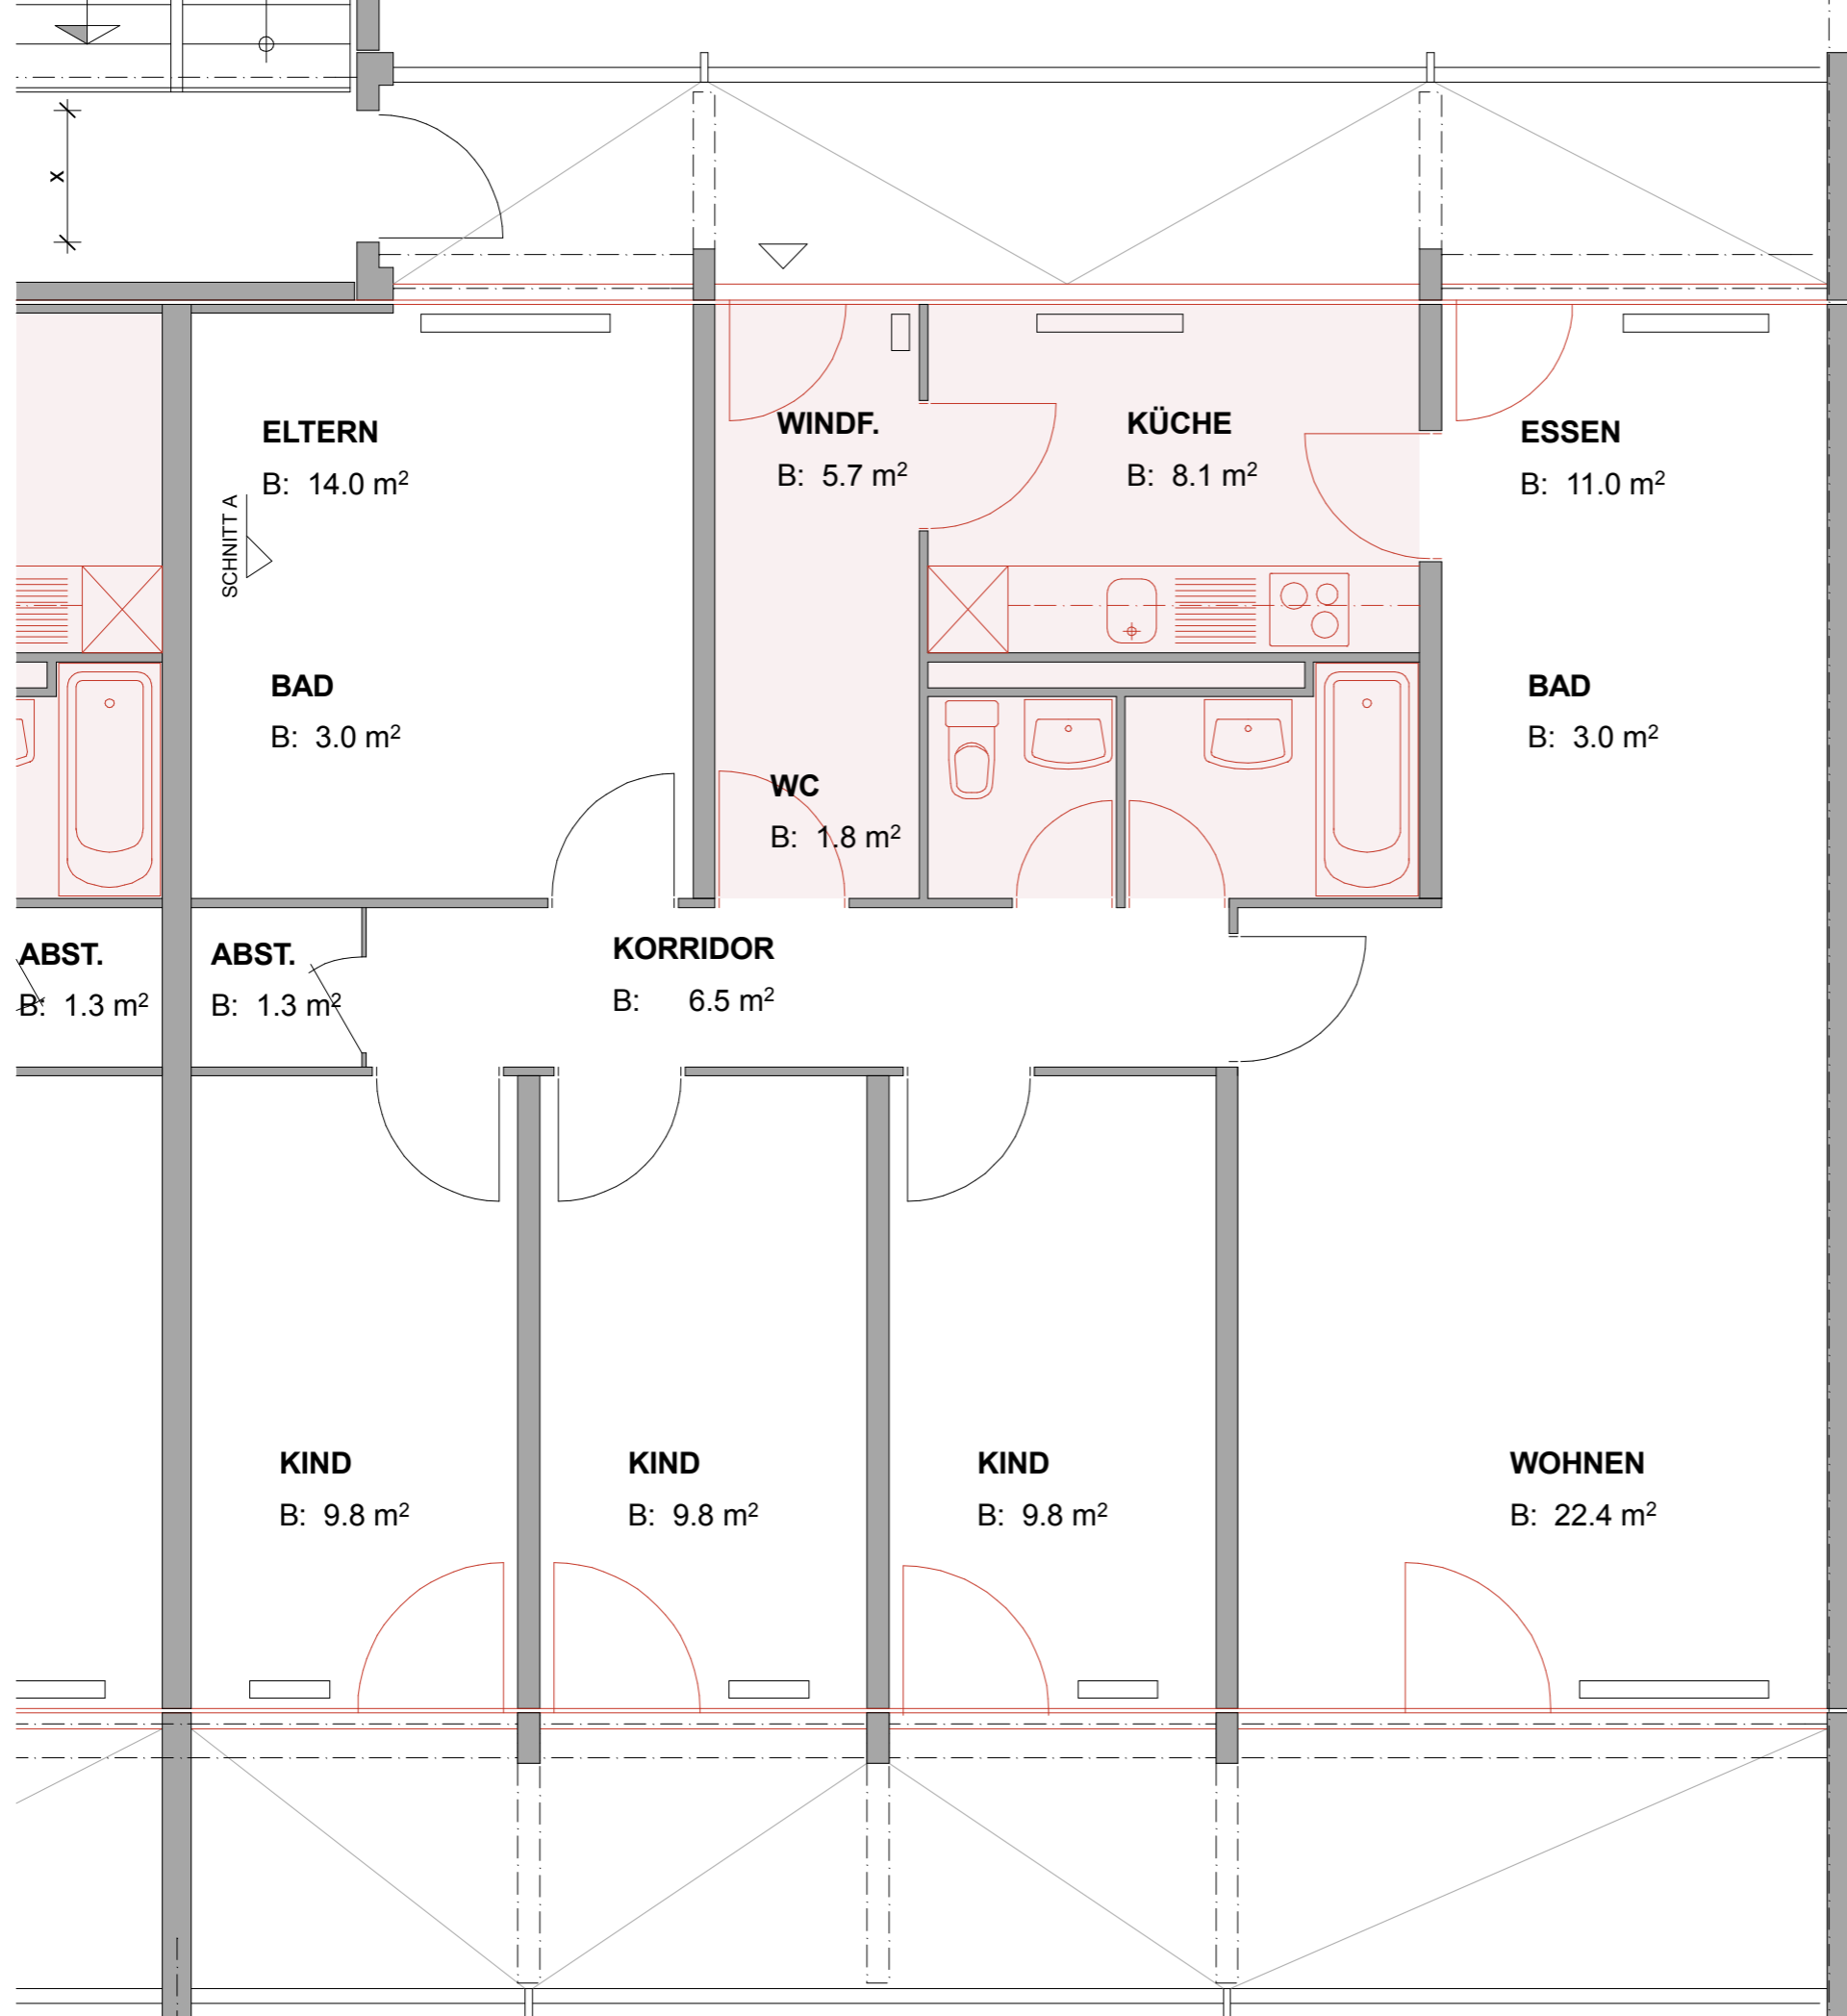 x
ELTERN
B: 14.0 m²
WINDF.
B: 5.7 m²
KÜCHE
B: 8.1 m²
ESSEN
B: 11.0 m²
SCHNITT A
BAD
B: 3.0 m²
BAD
B: 3.0 m²
WC
B: 1.8 m²
ABST.
B: 1.3 m²
ABST.
B: 1.3 m²
KORRIDOR
B: 6.5 m²
KIND
B: 9.8 m²
KIND
B: 9.8 m²
KIND
B: 9.8 m²
WOHNEN
B: 22.4 m²